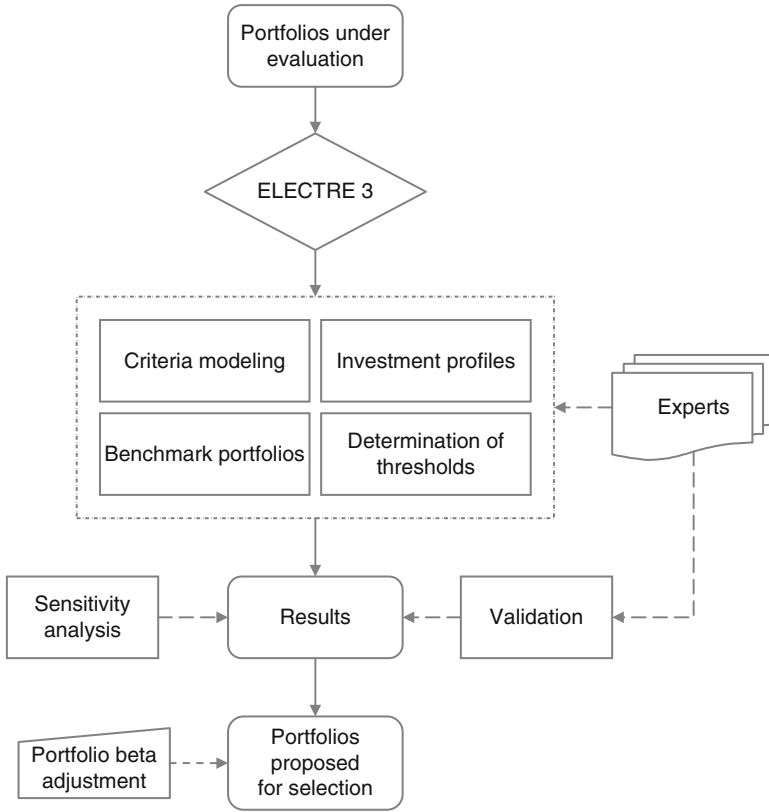 Portfolios under
evaluation
ELECTRE 3
Criteria modeling
Investment profiles
Benchmark portfolios
Determination of
thresholds
Experts
Sensitivity
analysis
Results
Validation
Portfolio beta
adjustment
Portfolios
proposed
for selection